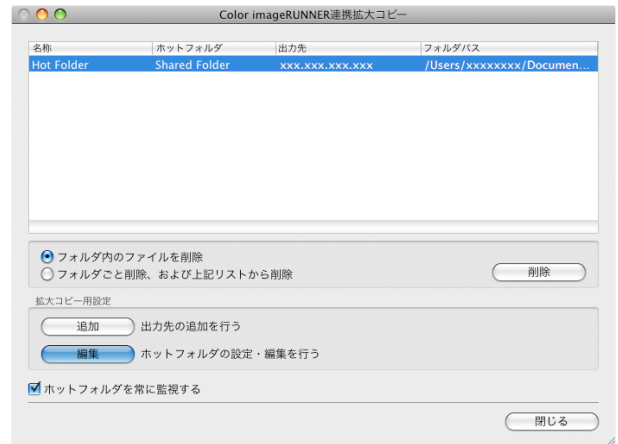 Color imageRUNNER連携拡大コピー
名称 ホットフォルダ 出力先 フォルダパス
Hot Folder Shared Folder xxx.xxx.xxx.xxx /Users/xxxxxxxx/Documen...
フォルダ内のファイルを削除
フォルダごと削除、および上記リストから削除 削除
拡大コピー用設定
追加 出力先の追加を行う
編集 ホットフォルダの設定・編集を行う
ホットフォルダを常に監視する
閉じる